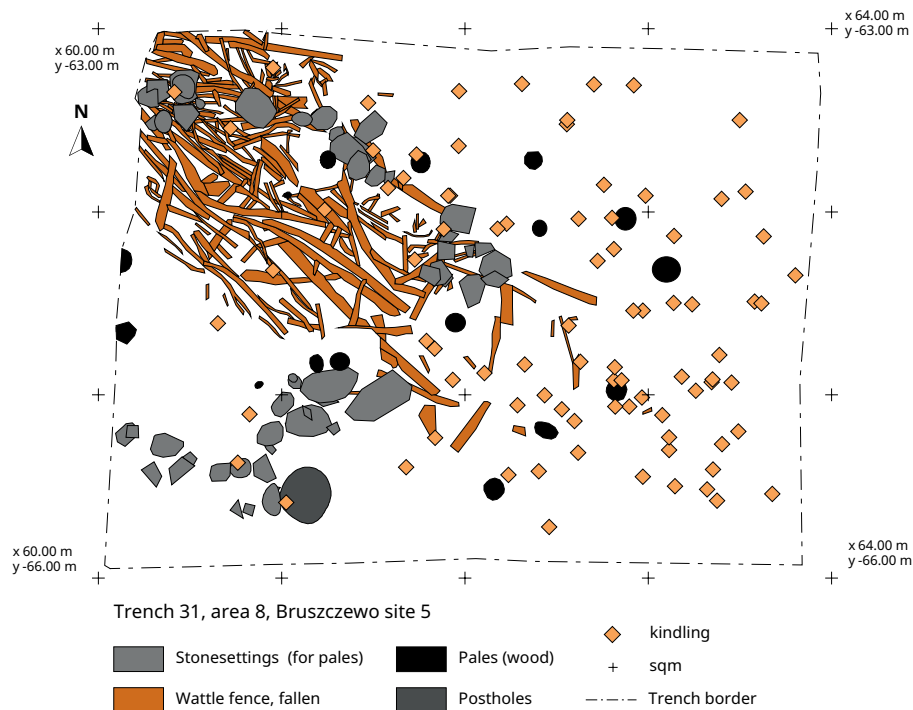 x 60.00 m
y -63.00 m
x 64.00 m
y -63.00 m
N
x 60.00 m
y -66.00 m
x 64.00 m
y -66.00 m
Trench 31, area 8, Bruszczewo site 5
Stonesettings (for pales)
Pales (wood)
kindling
sqm
Wattle fence, fallen
Postholes
Trench border